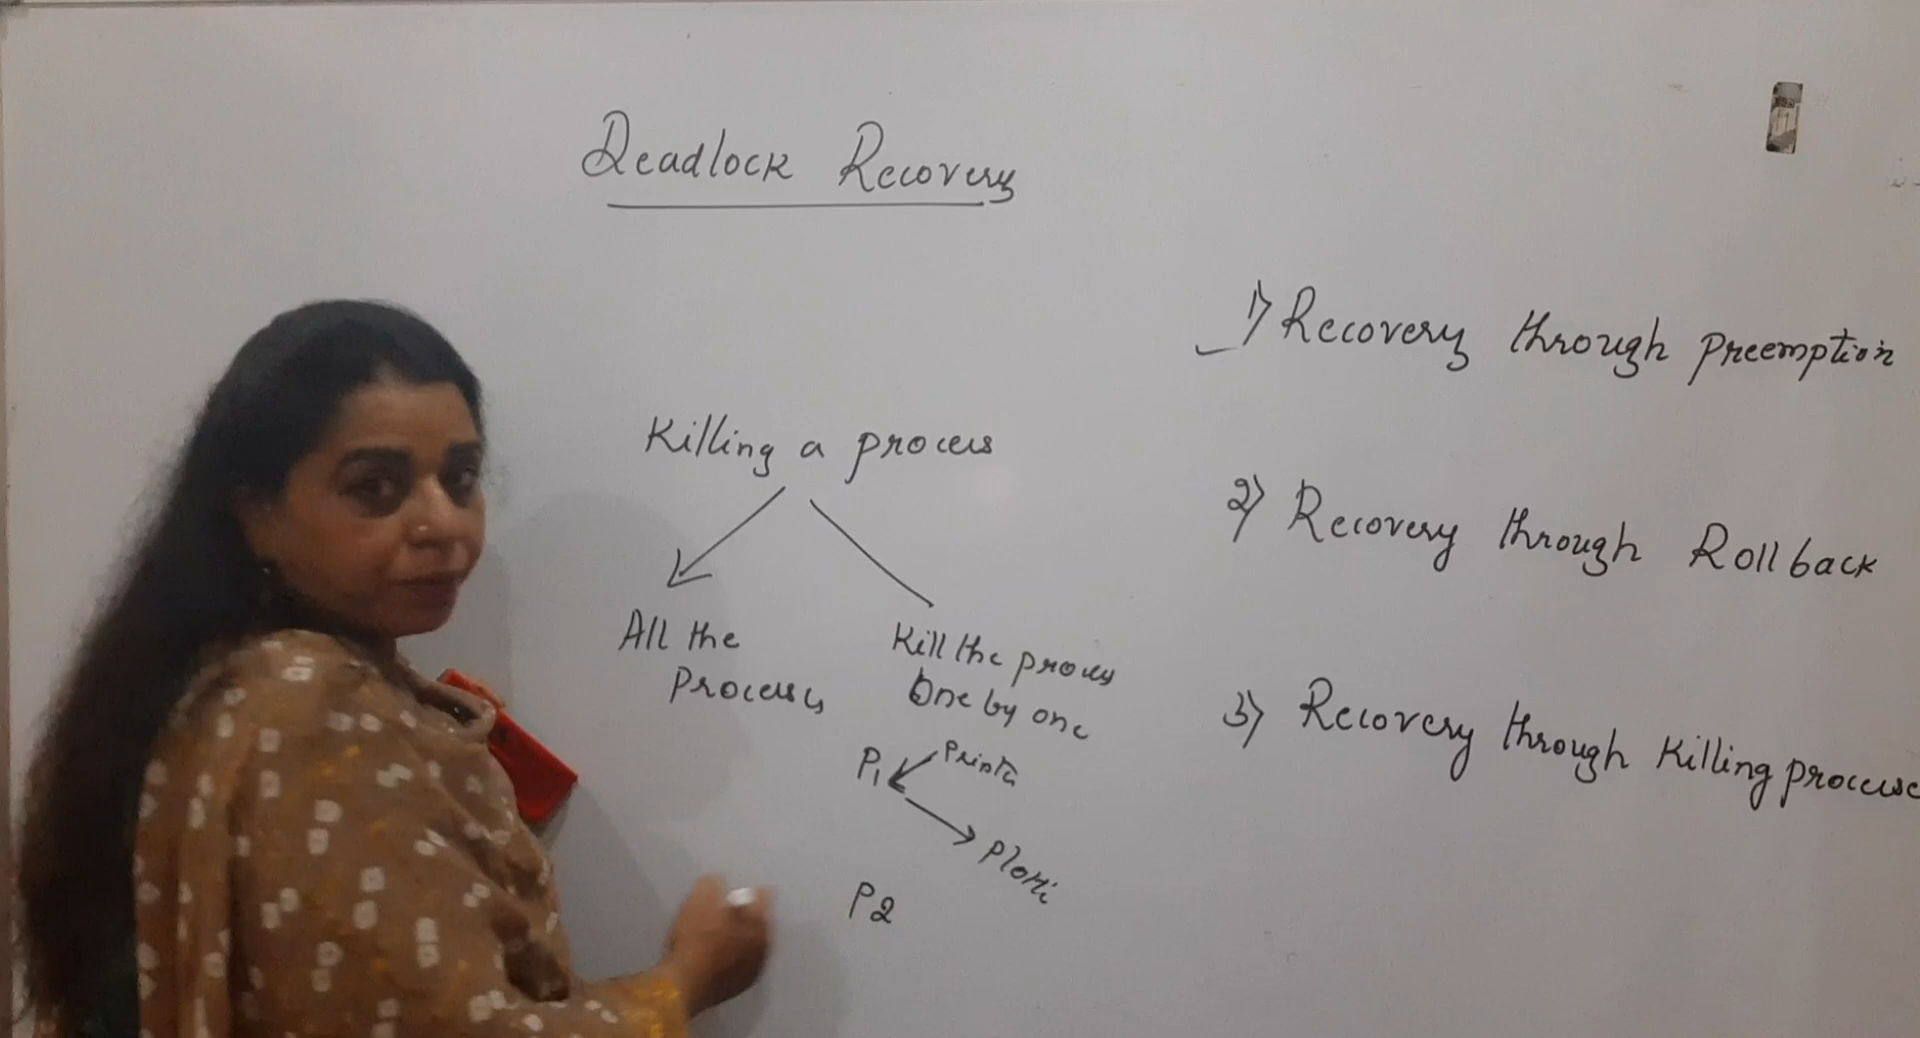 Deadlock Recovery
Killing a process
All the
Processes
Kill the process
One by one
P1
Printer
Plotter
P2
1) Recovery through preemption
2) Recovery through Rollback
3) Recovery through killing processe